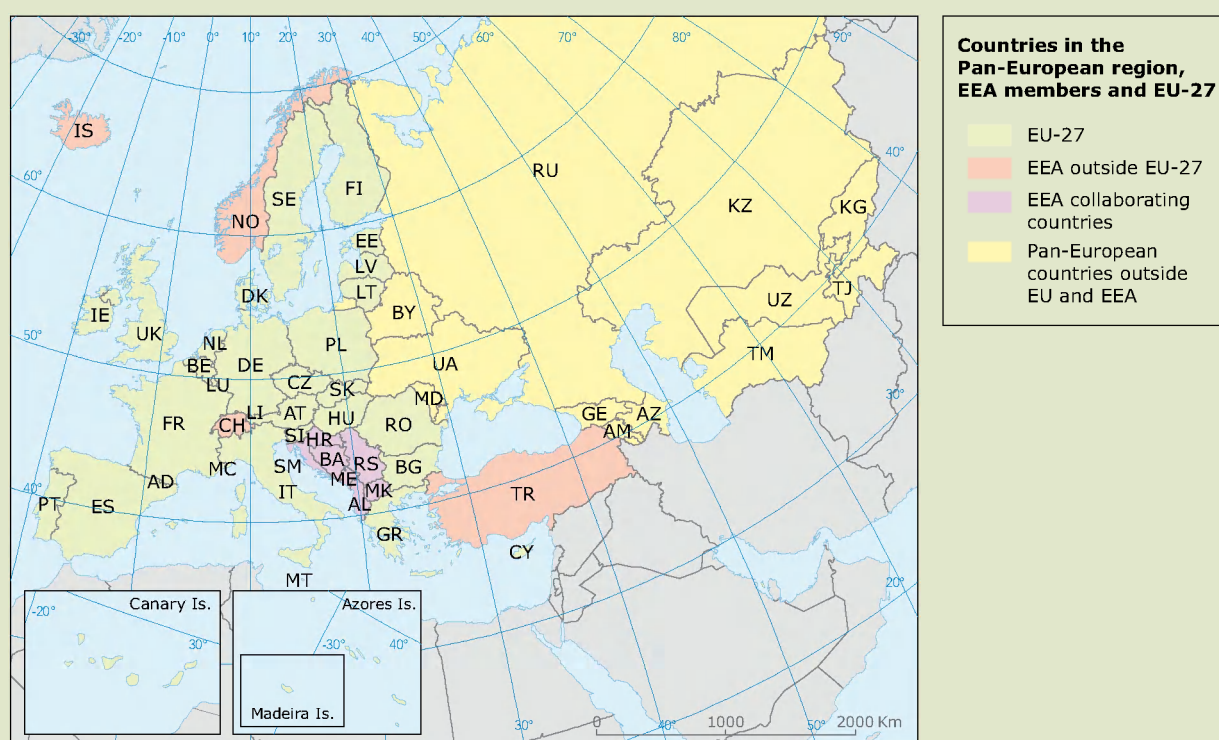 -30°
-20°
-10°
0°
10°
20°
30°
40°
50°
60°
70°
80°
90°
IS
60°
40°
RU
SE
FI
KZ
KG
NO
EE
LV
LT
DK
TJ
UZ
IE
BY
UK
50°
NL
PL
TM
BE
DE
UA
LU
CZ
SK
30°
MD
LI
AT
HU
GE
AZ
FR
CH
RO
AM
SI
HR
BA
RS
MC
SM
BG
ME
AD
40°
IT
MK
TR
PT
ES
AL
GR
CY
MT
20°
Canary Is.
-20°
30°
Azores Is.
-30°
40°
Madeira Is.
0
1000
2000 Km
30°
40°
50°
Countries in the
Pan-European region,
EEA members and EU-27
EU-27
EEA outside EU-27
EEA collaborating
countries
Pan-European
countries outside
EU and EEA